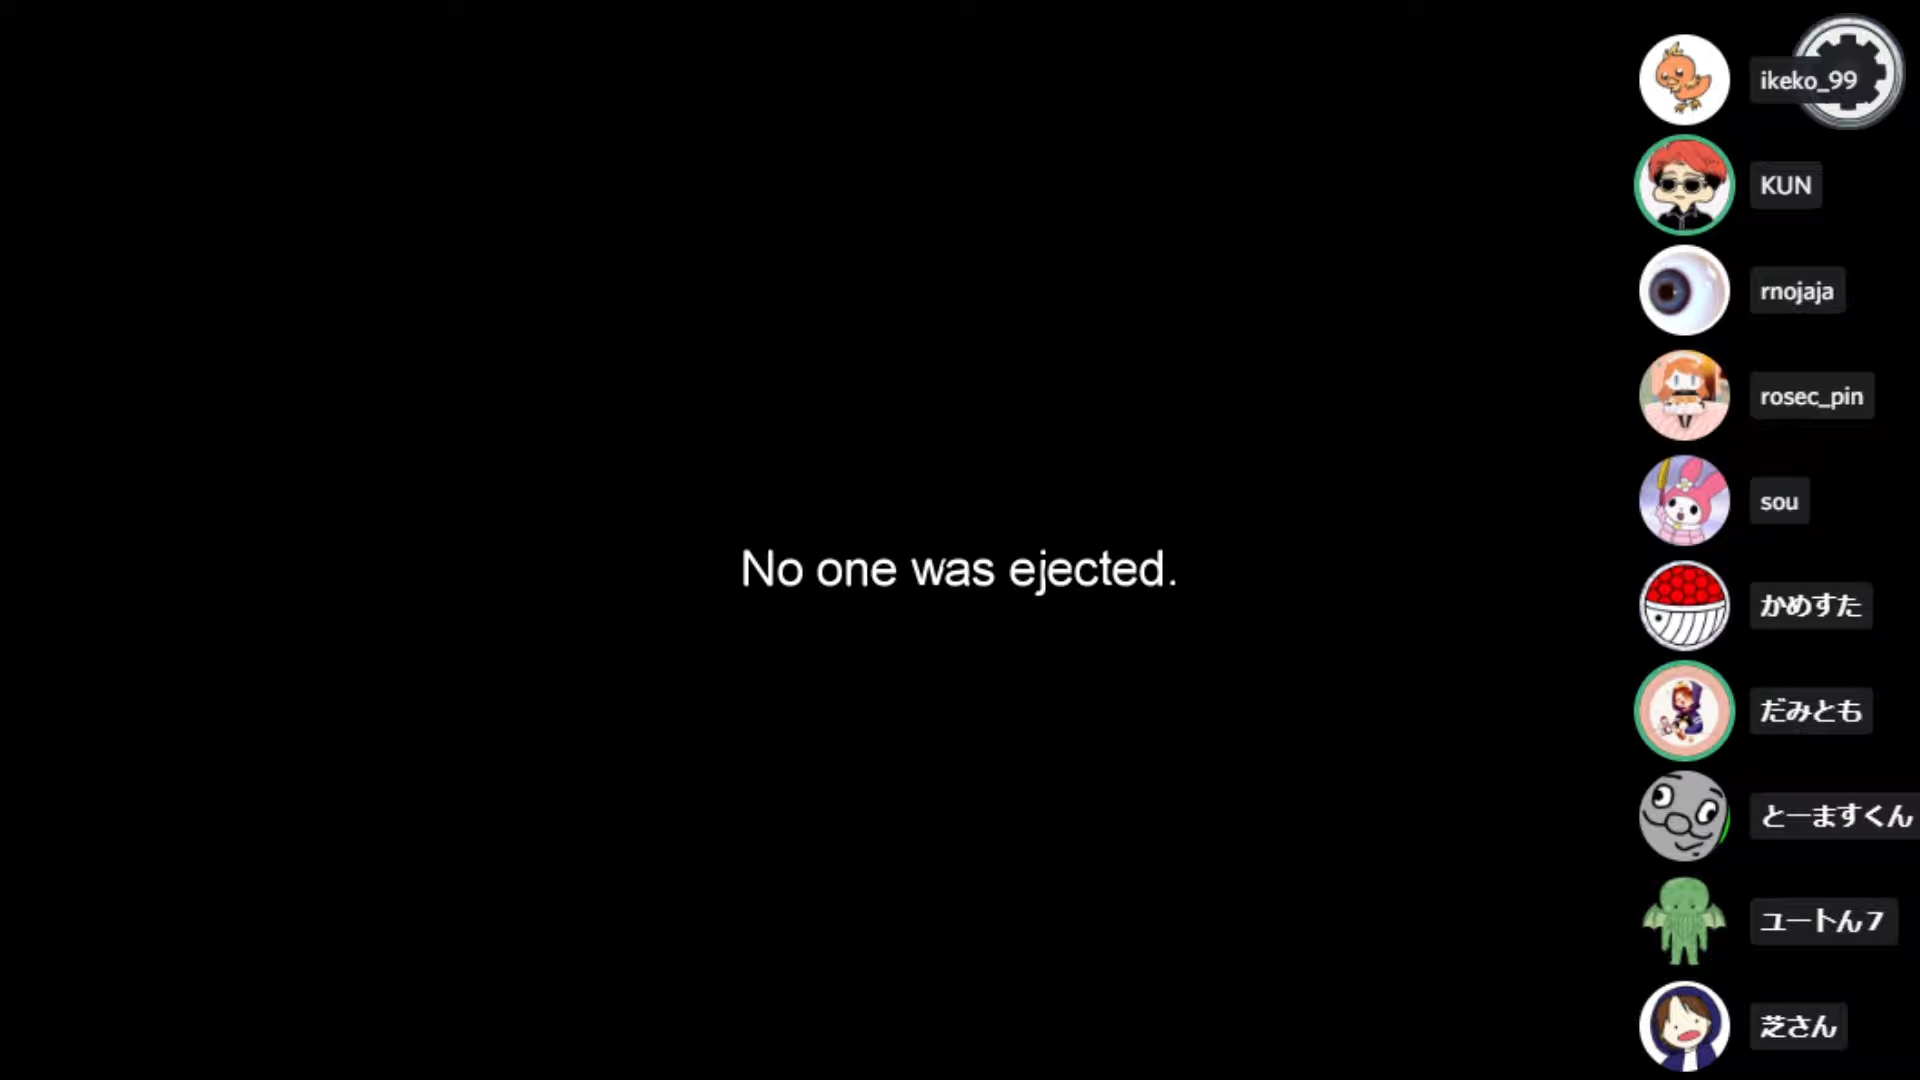 ikeko_99
KUN
rnojaja
rosec_pin
sou
No one was ejected.
かめすた
だみとも
とーますくん
ユートん7
芝さん